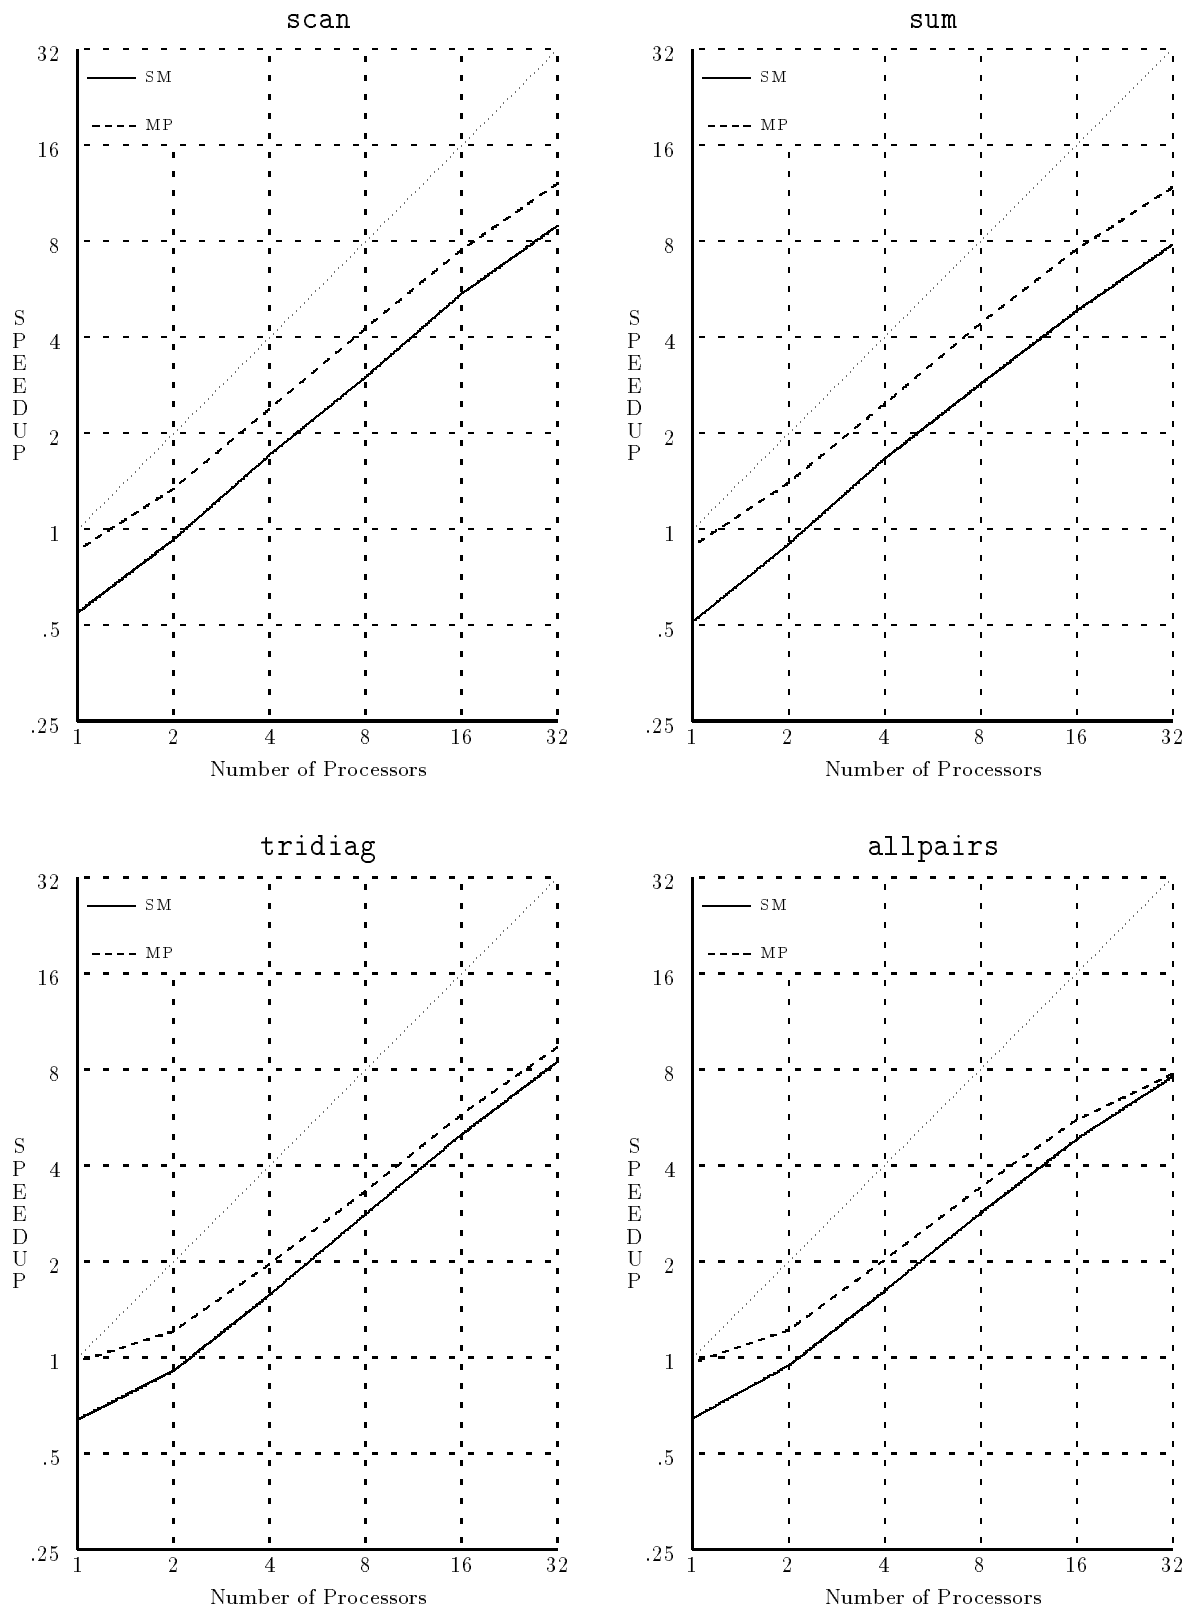 scan
32
SM
MP
16
8
4
2
1
.5
.25
SPEEDUP
1 2 4 8 16 32
Number of Processors
sum
32
SM
MP
16
8
4
2
1
.5
.25
SPEEDUP
1 2 4 8 16 32
Number of Processors
tridiag
32
SM
MP
16
8
4
2
1
.5
.25
SPEEDUP
1 2 4 8 16 32
Number of Processors
allpairs
32
SM
MP
16
8
4
2
1
.5
.25
SPEEDUP
1 2 4 8 16 32
Number of Processors